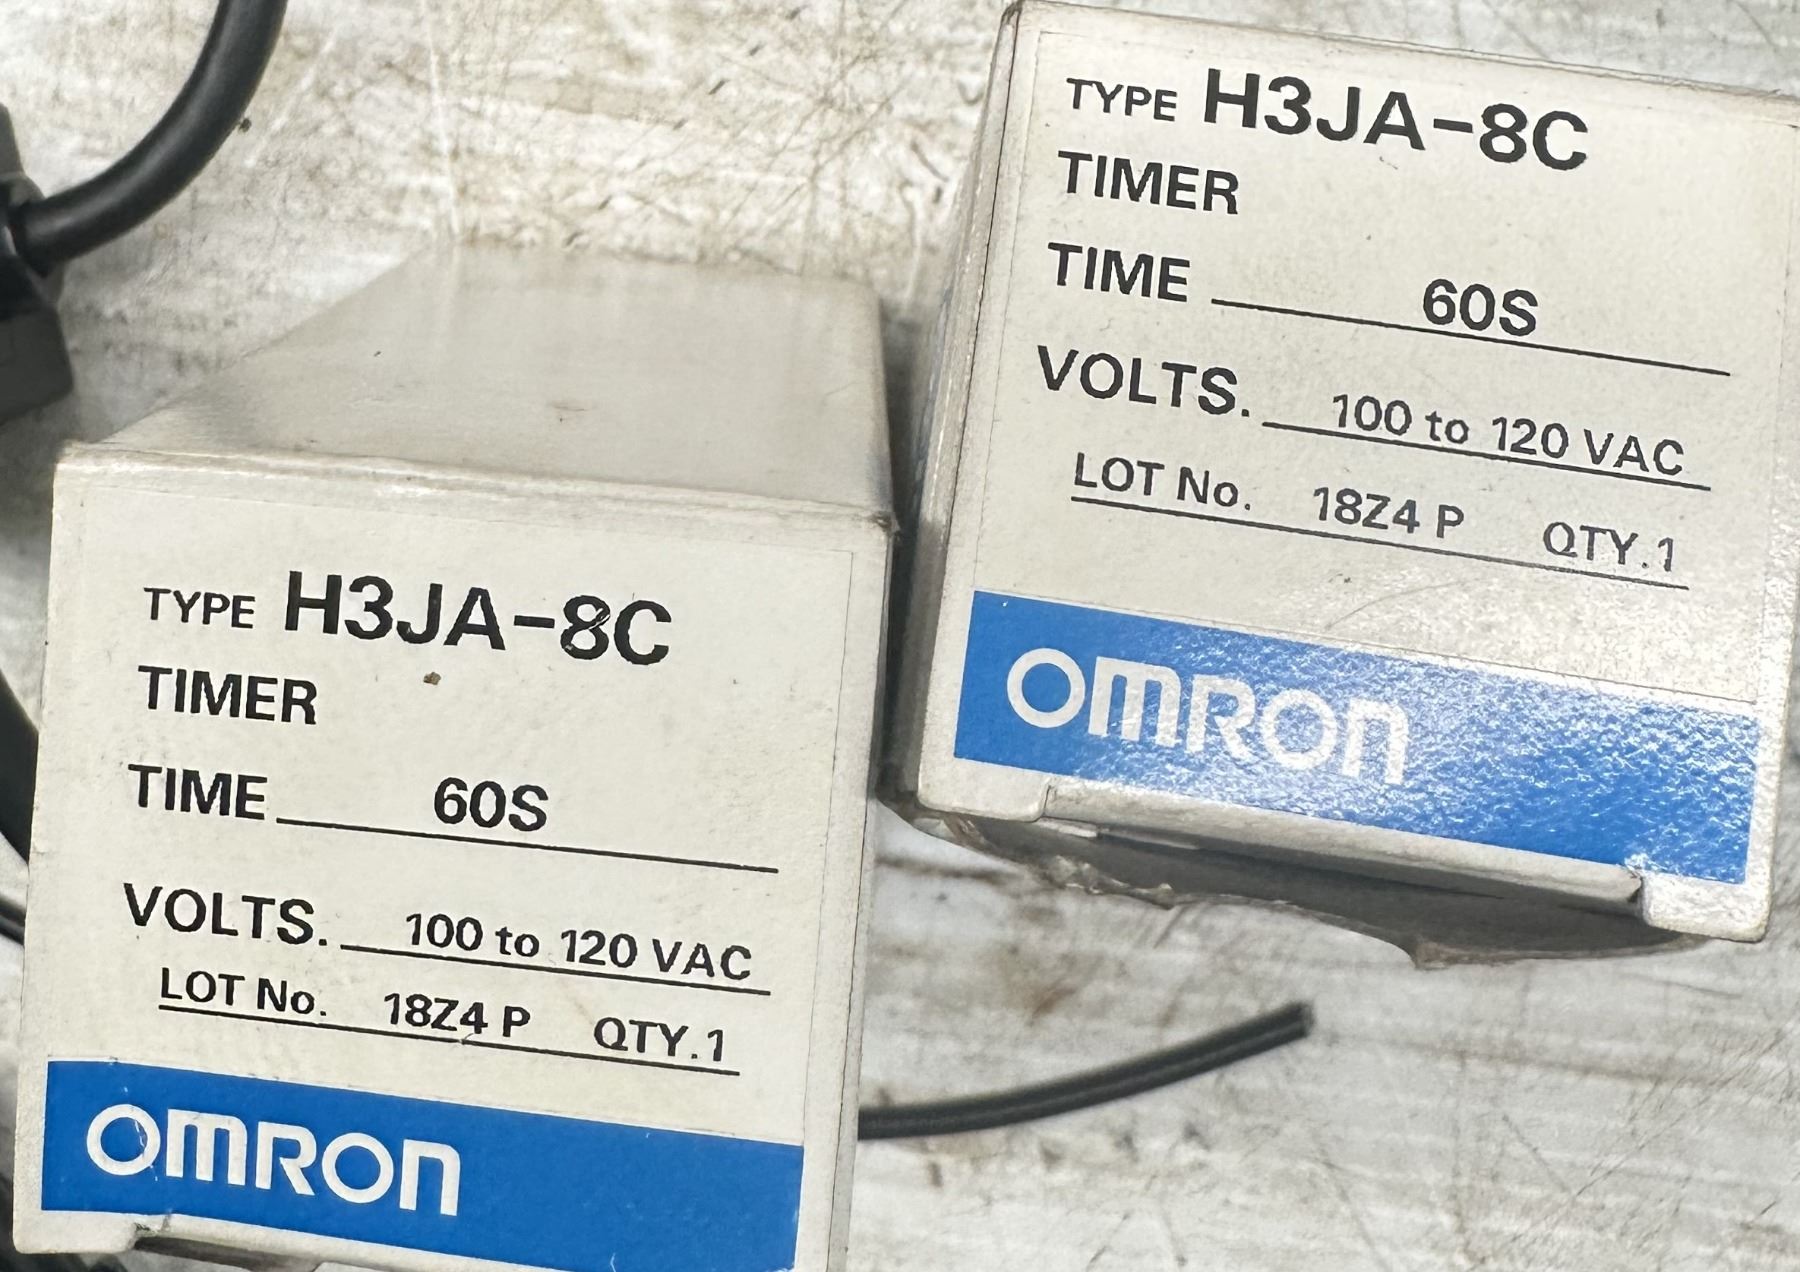 TYPE H3JA-8C
TIMER
TIME 60S
VOLTS. 100 to 120 VAC
LOT No. 18Z4 P QTY.1
OMRON
TYPE H3JA-8C
TIMER
TIME 60S
VOLTS. 100 to 120 VAC
LOT No. 18Z4 P QTY.1
OMRON